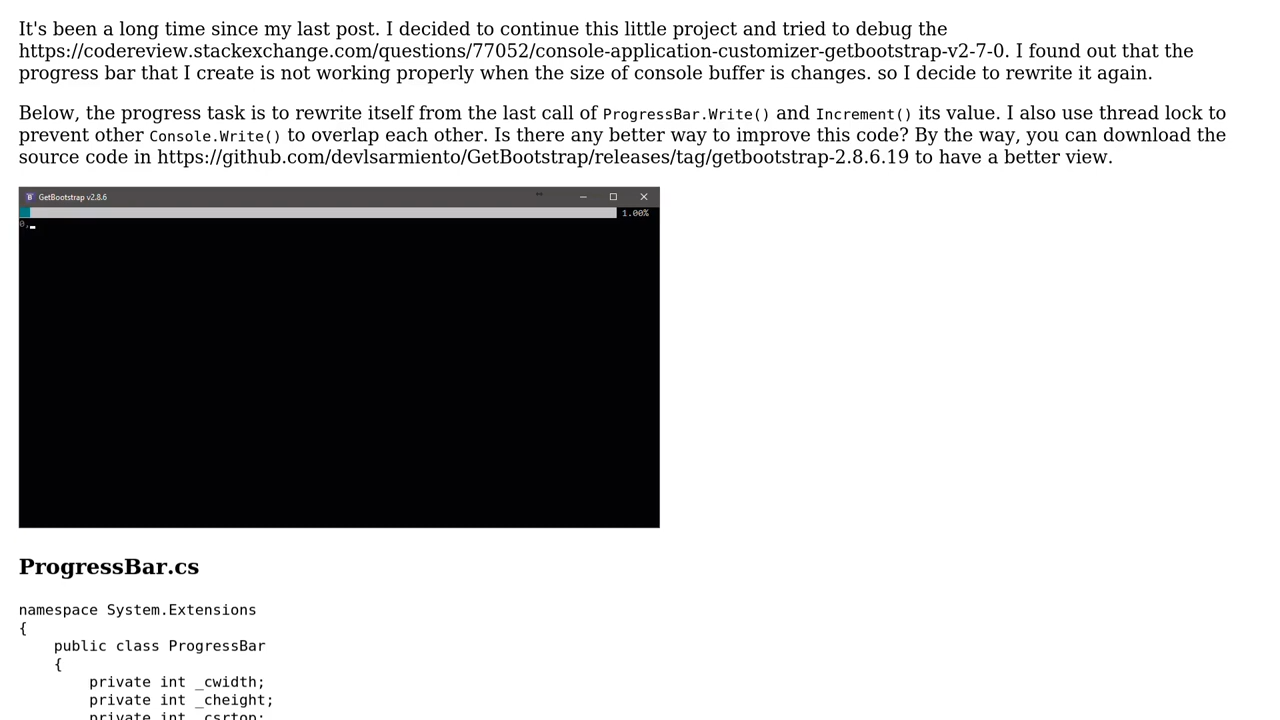 It's been a long time since my last post. I decided to continue this little project and tried to debug the
https://codereview.stackexchange.com/questions/77052/console-application-customizer-getbootstrap-v2-7-0. I found out that the
progress bar that I create is not working properly when the size of console buffer is changes. so I decide to rewrite it again.
Below, the progress task is to rewrite itself from the last call of ProgressBar.Write() and Increment() its value. I also use thread lock to
prevent other Console.Write() to overlap each other. Is there any better way to improve this code? By the way, you can download the
source code in https://github.com/devlsarmiento/GetBootstrap/releases/tag/getbootstrap-2.8.6.19 to have a better view.
B GetBootstrap v2.8.6
1.00%
0,
ProgressBar.cs
namespace System.Extensions
{
    public class ProgressBar
    {
        private int _cwidth;
        private int _cheight;
        private int _csrtop;